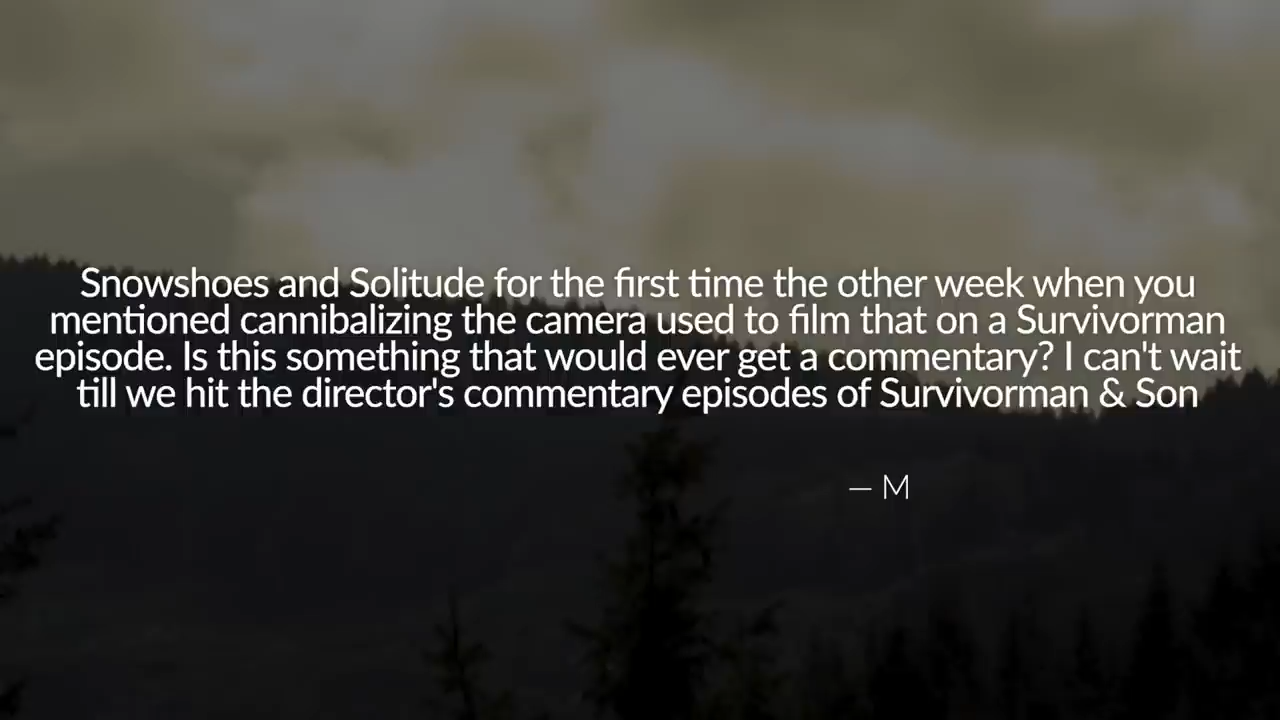 Snowshoes and Solitude for the first time the other week when you
mentioned cannibalizing the camera used to film that on a Survivorman
episode. Is this something that would ever get a commentary? I can't wait
till we hit the director's commentary episodes of Survivorman & Son
— M